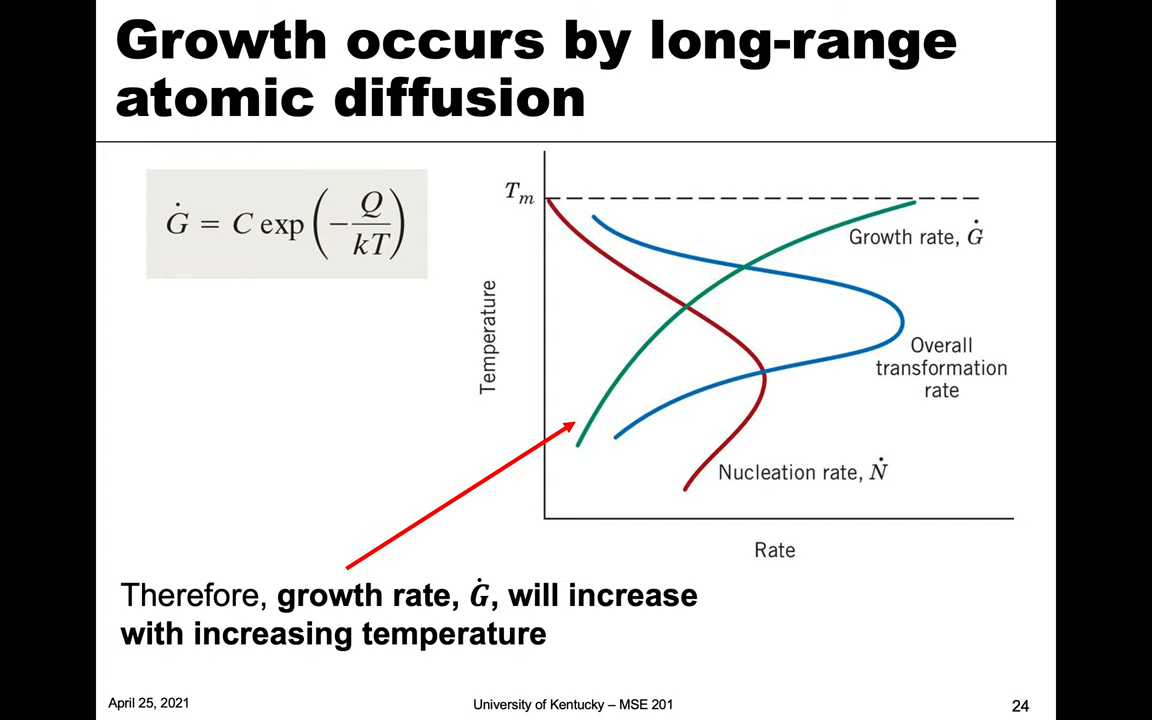 Growth occurs by long-range
atomic diffusion
Ġ = C exp(−Q/kT)
Tm
Growth rate, Ġ
Temperature
Overall
transformation
rate
Nucleation rate, Ṅ
Rate
Therefore, growth rate, Ġ, will increase
with increasing temperature
April 25, 2021
University of Kentucky – MSE 201
24